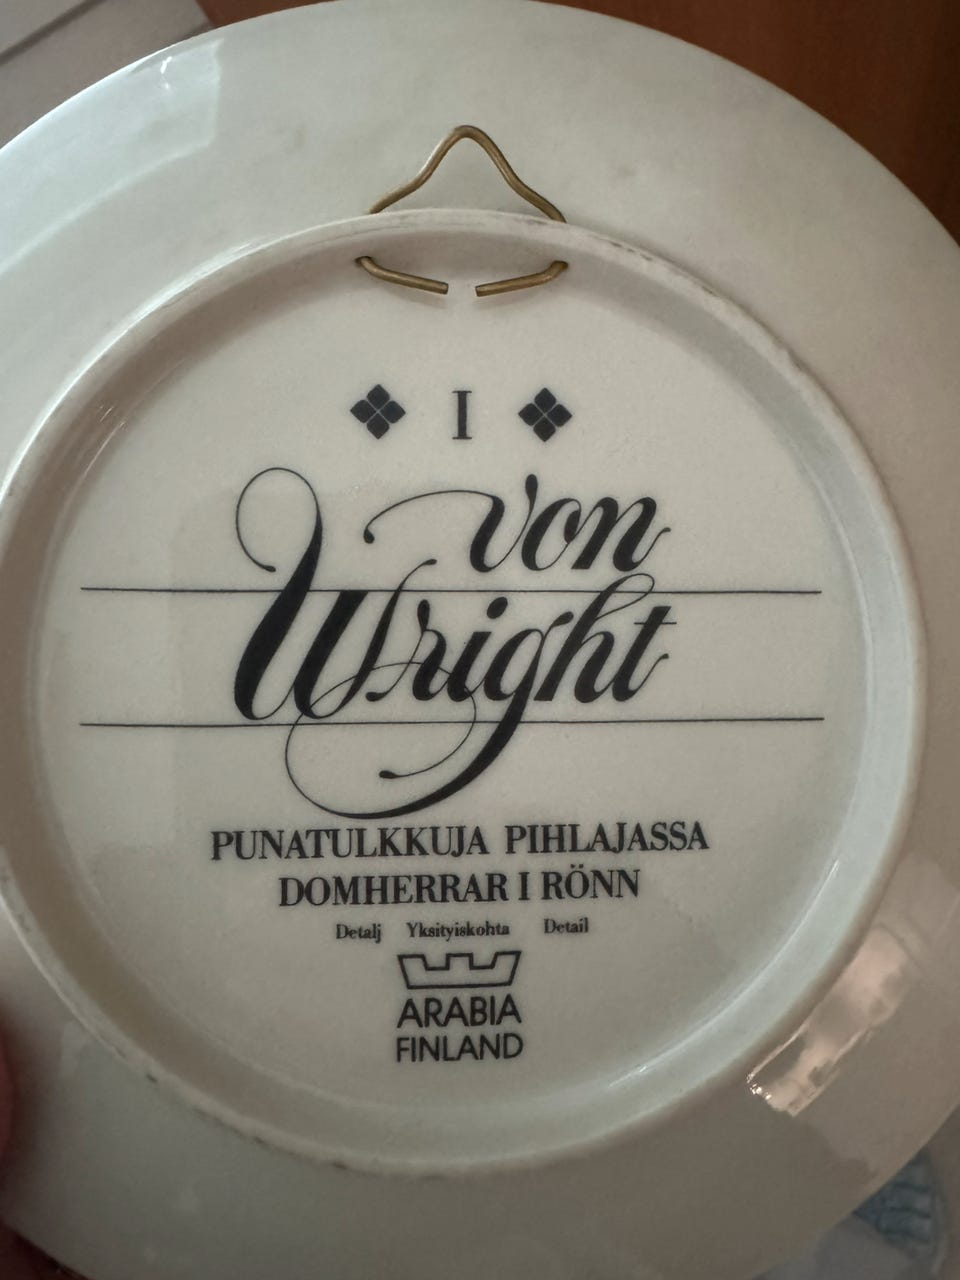 I
von
Wright
PUNATULKKUJA PIHLAJASSA
DOMHERRAR I RÖNN
Detalj Yksityiskohta Detail
ARABIA
FINLAND